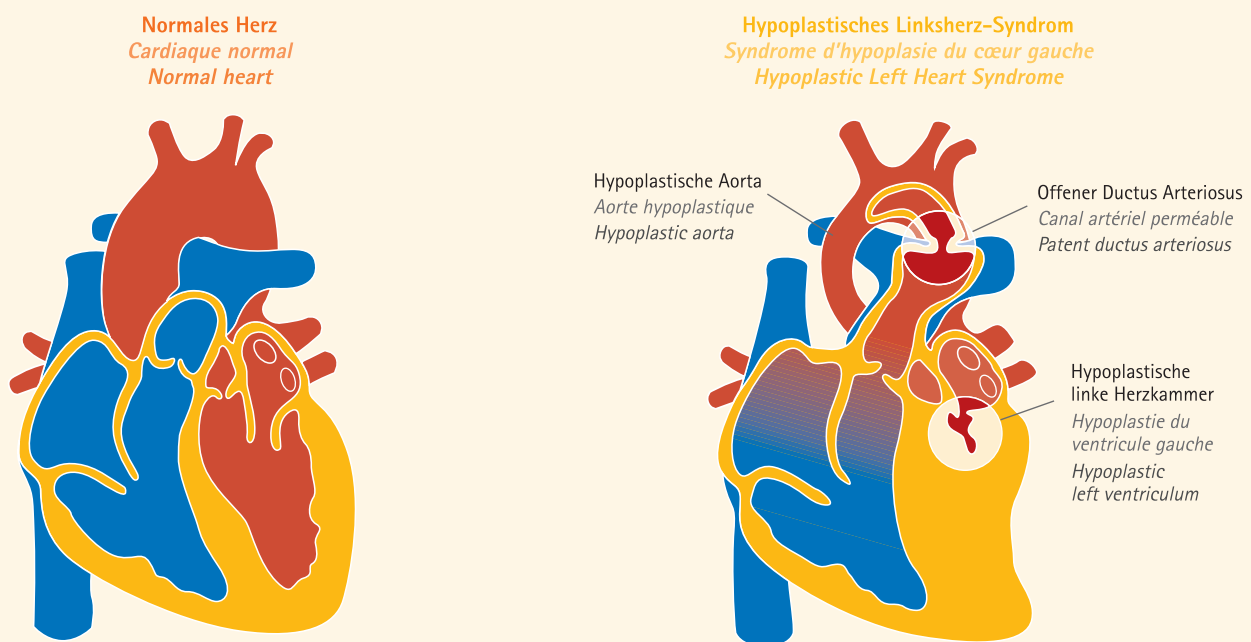 Normales Herz
Cardiaque normal
Normal heart
Hypoplastisches Linksherz-Syndrom
Syndrome d'hypoplasie du cœur gauche
Hypoplastic Left Heart Syndrome
Hypoplastische Aorta
Aorte hypoplastique
Hypoplastic aorta
Offener Ductus Arteriosus
Canal artériel perméable
Patent ductus arteriosus
Hypoplastische
linke Herzkammer
Hypoplastie du
ventricule gauche
Hypoplastic
left ventriculum